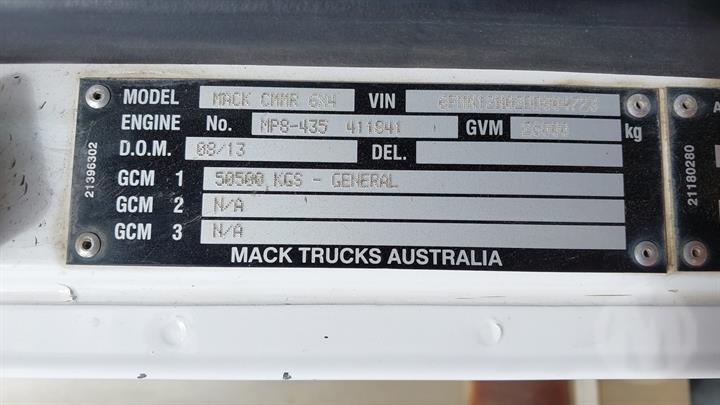 MODEL MACK CMMR 6X4 VIN
ENGINE No. MP8-435 411841 GVM kg
D.O.M. 08/13 DEL.
GCM 1 50500 KGS - GENERAL
GCM 2 N/A
GCM 3 N/A
MACK TRUCKS AUSTRALIA
21396302
21180280